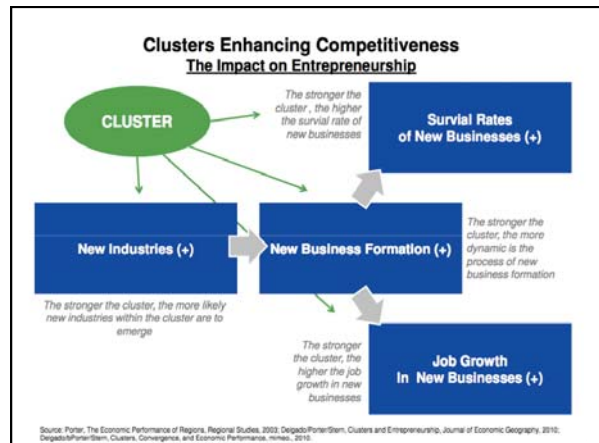 Clusters Enhancing Competitiveness
The Impact on Entrepreneurship
CLUSTER
The stronger the
cluster , the higher
the survial rate of
new businesses
Survial Rates
of New Businesses (+)
New Industries (+)
New Business Formation (+)
The stronger the
cluster, the more
dynamic is the
process of new
business formation
The stronger the cluster, the more likely
new industries within the cluster are to
emerge
The stronger
the cluster, the
higher the job
growth in new
businesses
Job Growth
In New Businesses (+)
Source: Porter, The Economic Performance of Regions, Regional Studies, 2003; Delgado/Porter/Stern, Clusters and Entrepreneurship, Journal of Economic Geography, 2010;
Delgado/bPorter/Stern, Clusters, Convergence, and Economic Performance, mimeo., 2010.